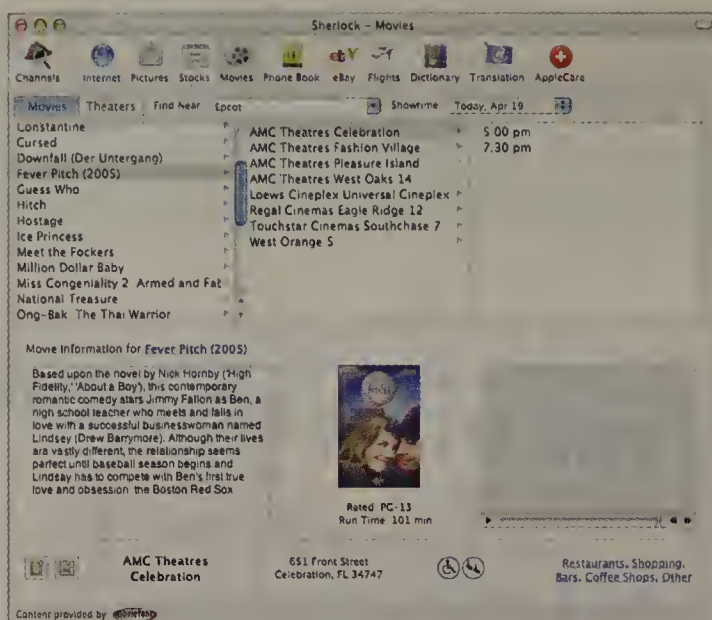 Sherlock – Movies
Channels Internet Pictures Stocks Movies Phone Book eBay Flights Dictionary Translation AppleCare
Movies Theaters Find Near Epcot Showtime Today, Apr 19
Constantine
Cursed
Downfall (Der Untergang)
Fever Pitch (2005)
Guess Who
Hitch
Hostage
Ice Princess
Meet the Fockers
Million Dollar Baby
Miss Congeniality 2 Armed and Fat
National Treasure
Ong-Bak The Thai Warrior
AMC Theatres Celebration
AMC Theatres Fashion Village
AMC Theatres Pleasure Island
AMC Theatres West Oaks 14
Loews Cineplex Universal Cineplex
Regal Cinemas Eagle Ridge 12
Touchstar Cinemas Southchase 7
West Orange 5
5 00 pm
7.30 pm
Movie Information for Fever Pitch (2005)
Based upon the novel by Nick Hornby ('High
Fidelity,' 'About a Boy'), this contemporary
romantic comedy stars Jimmy Fallon as Ben, a
high school teacher who meets and falls in
love with a successful businesswoman named
Lindsey (Drew Barrymore). Although their lives
are vastly different, the relationship seems
perfect until baseball season begins and
Lindsay has to compete with Ben's first true
love and obsession the Boston Red Sox
Rated PG-13
Run Time 101 min
AMC Theatres
Celebration
651 Front Street
Celebration, FL 34747
Restaurants, Shopping,
Bars, Coffee Shops, Other
Content provided by